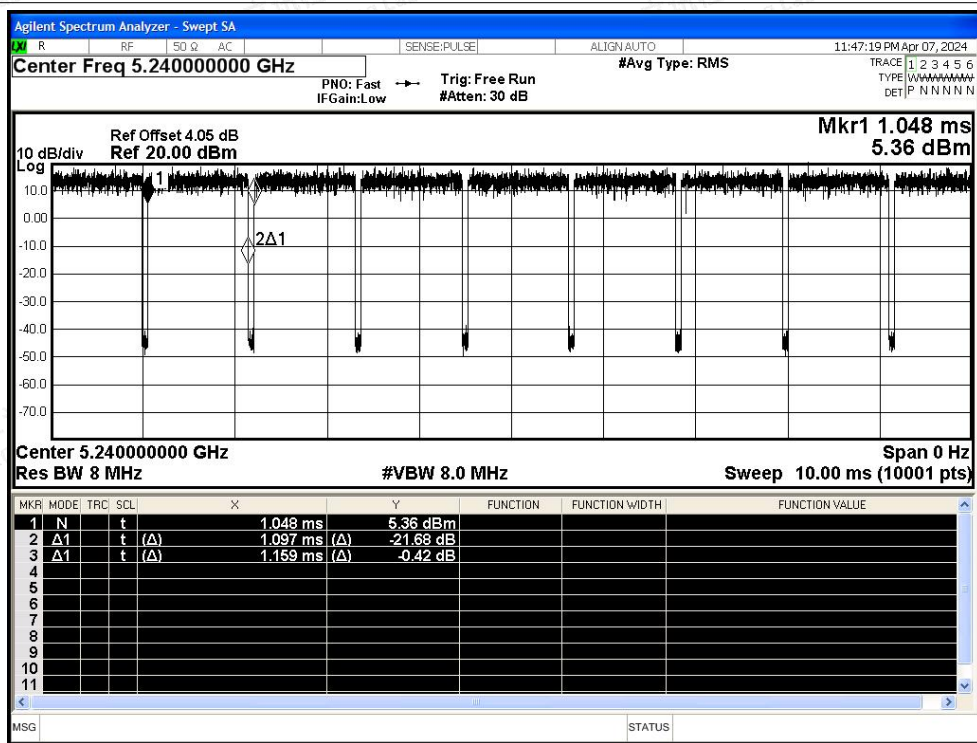 Agilent Spectrum Analyzer - Swept SA
LXI R RF 50 Ω AC SENSE:PULSE ALIGN AUTO 11:47:19 PM Apr 07, 2024
Center Freq 5.240000000 GHz #Avg Type: RMS TRACE 1 2 3 4 5 6
PNO: Fast Trig: Free Run TYPE WWWWWW
IFGain:Low #Atten: 30 dB DET P N N N N N
Mkr1 1.048 ms
5.36 dBm
Ref Offset 4.05 dB
10 dB/div Ref 20.00 dBm
Log
10.0
0.00
-10.0
-20.0
-30.0
-40.0
-50.0
-60.0
-70.0
1
2Δ1
Center 5.240000000 GHz Span 0 Hz
Res BW 8 MHz #VBW 8.0 MHz Sweep 10.00 ms (10001 pts)
MKR MODE TRC SCL X Y FUNCTION FUNCTION WIDTH FUNCTION VALUE
1 N t 1.048 ms 5.36 dBm
2 Δ1 t (Δ) 1.097 ms (Δ) -21.68 dB
3 Δ1 t (Δ) 1.159 ms (Δ) -0.42 dB
4
5
6
7
8
9
10
11
MSG STATUS